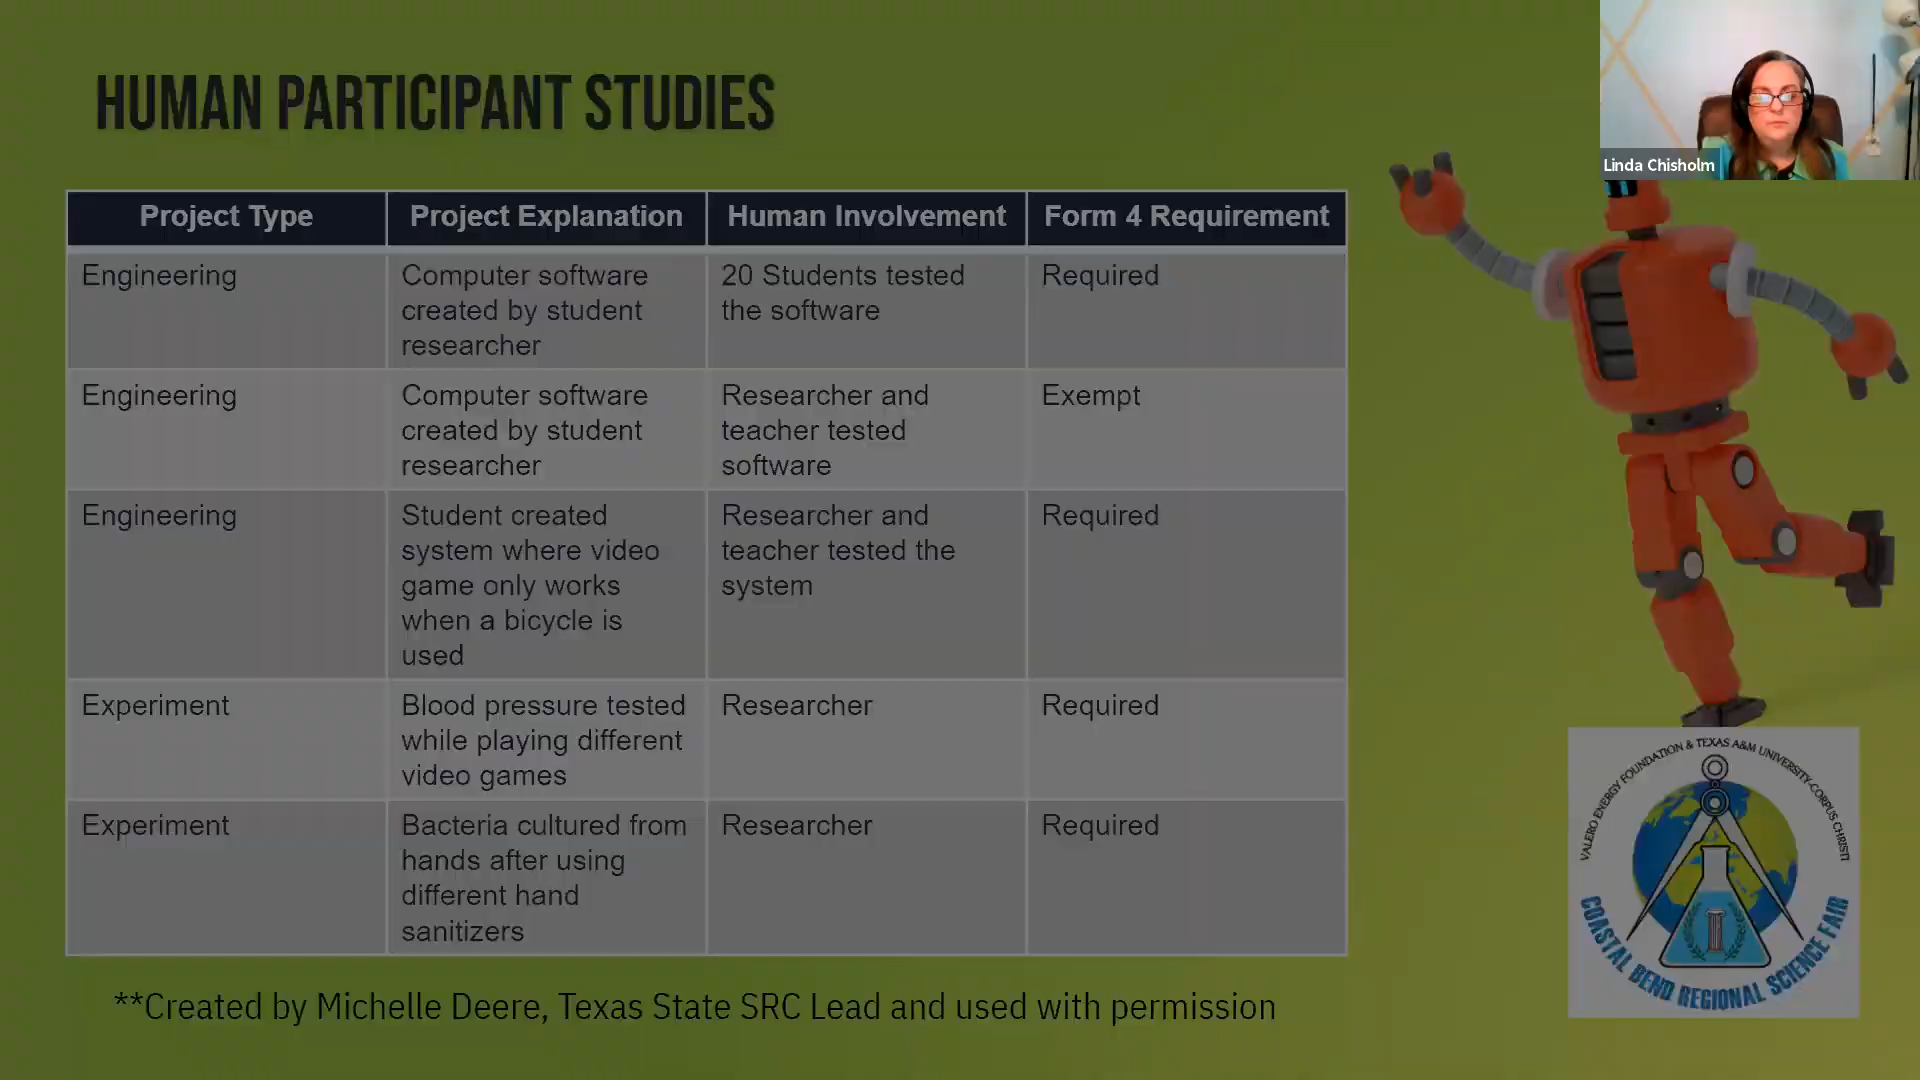 HUMAN PARTICIPANT STUDIES
Linda Chisholm
Project Type
Project Explanation
Human Involvement
Form 4 Requirement
Engineering
Computer software
created by student
researcher
20 Students tested
the software
Required
Engineering
Computer software
created by student
researcher
Researcher and
teacher tested
software
Exempt
Engineering
Student created
system where video
game only works
when a bicycle is
used
Researcher and
teacher tested the
system
Required
Experiment
Blood pressure tested
while playing different
video games
Researcher
Required
Experiment
Bacteria cultured from
hands after using
different hand
sanitizers
Researcher
Required
**Created by Michelle Deere, Texas State SRC Lead and used with permission
VALERO ENERGY FOUNDATION & TEXAS A&M UNIVERSITY-CORPUS CHRISTI
COASTAL BEND REGIONAL SCIENCE FAIR